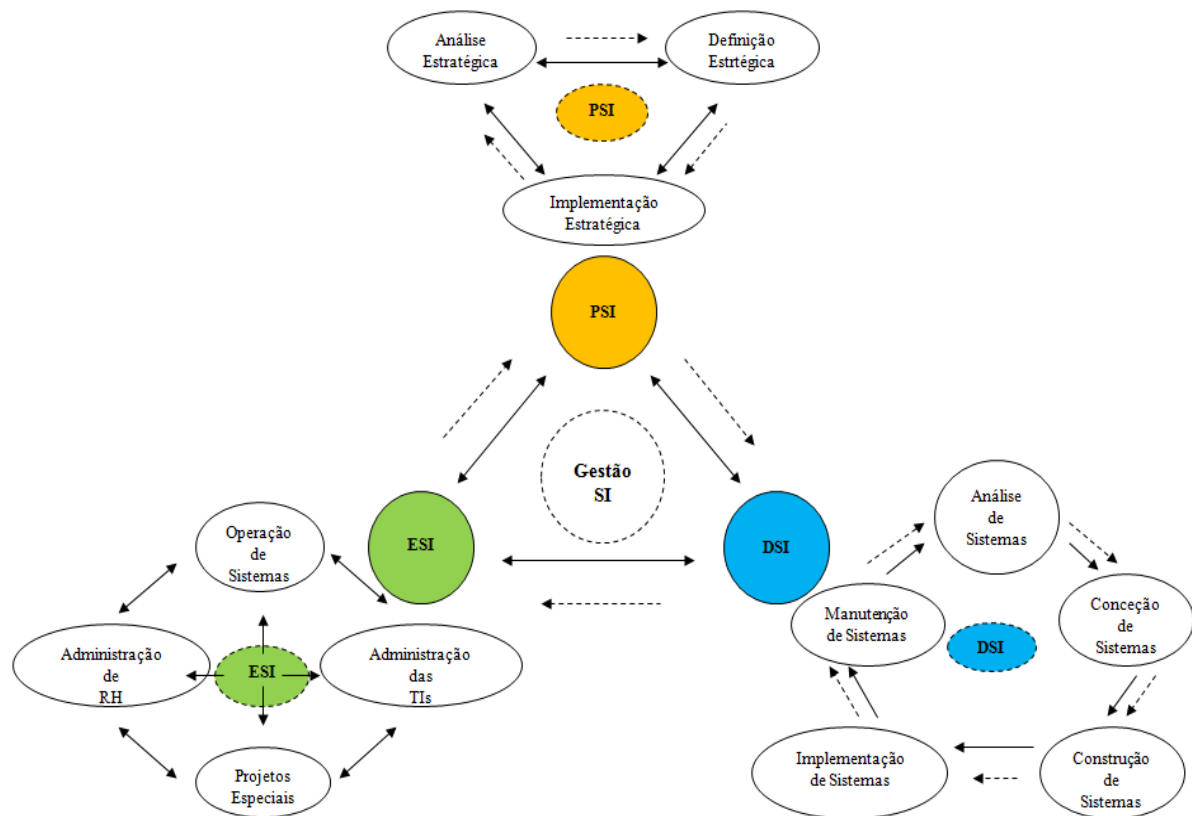 Análise
Estratégica
Definição
Estrtégica
PSI
Implementação
Estratégica
PSI
Gestão
SI
ESI
DSI
Operação
de
Sistemas
Administração
de
RH
ESI
Administração
das
TIs
Projetos
Especiais
Análise
de
Sistemas
Manutenção
de Sistemas
DSI
Conceção
de
Sistemas
Implementação
de Sistemas
Construção
de
Sistemas